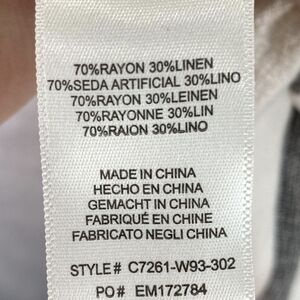 70%RAYON 30%LINEN
70%SEDA ARTIFICIAL 30%LINO
70%RAYON 30%LEINEN
70%RAYONNE 30%LIN
70%RAION 30%LINO
MADE IN CHINA
HECHO EN CHINA
GEMACHT IN CHINA
FABRIQUÉ EN CHINE
FABRICATO NEGLI CHINA
STYLE# C7261-W93-302
PO# EM172784